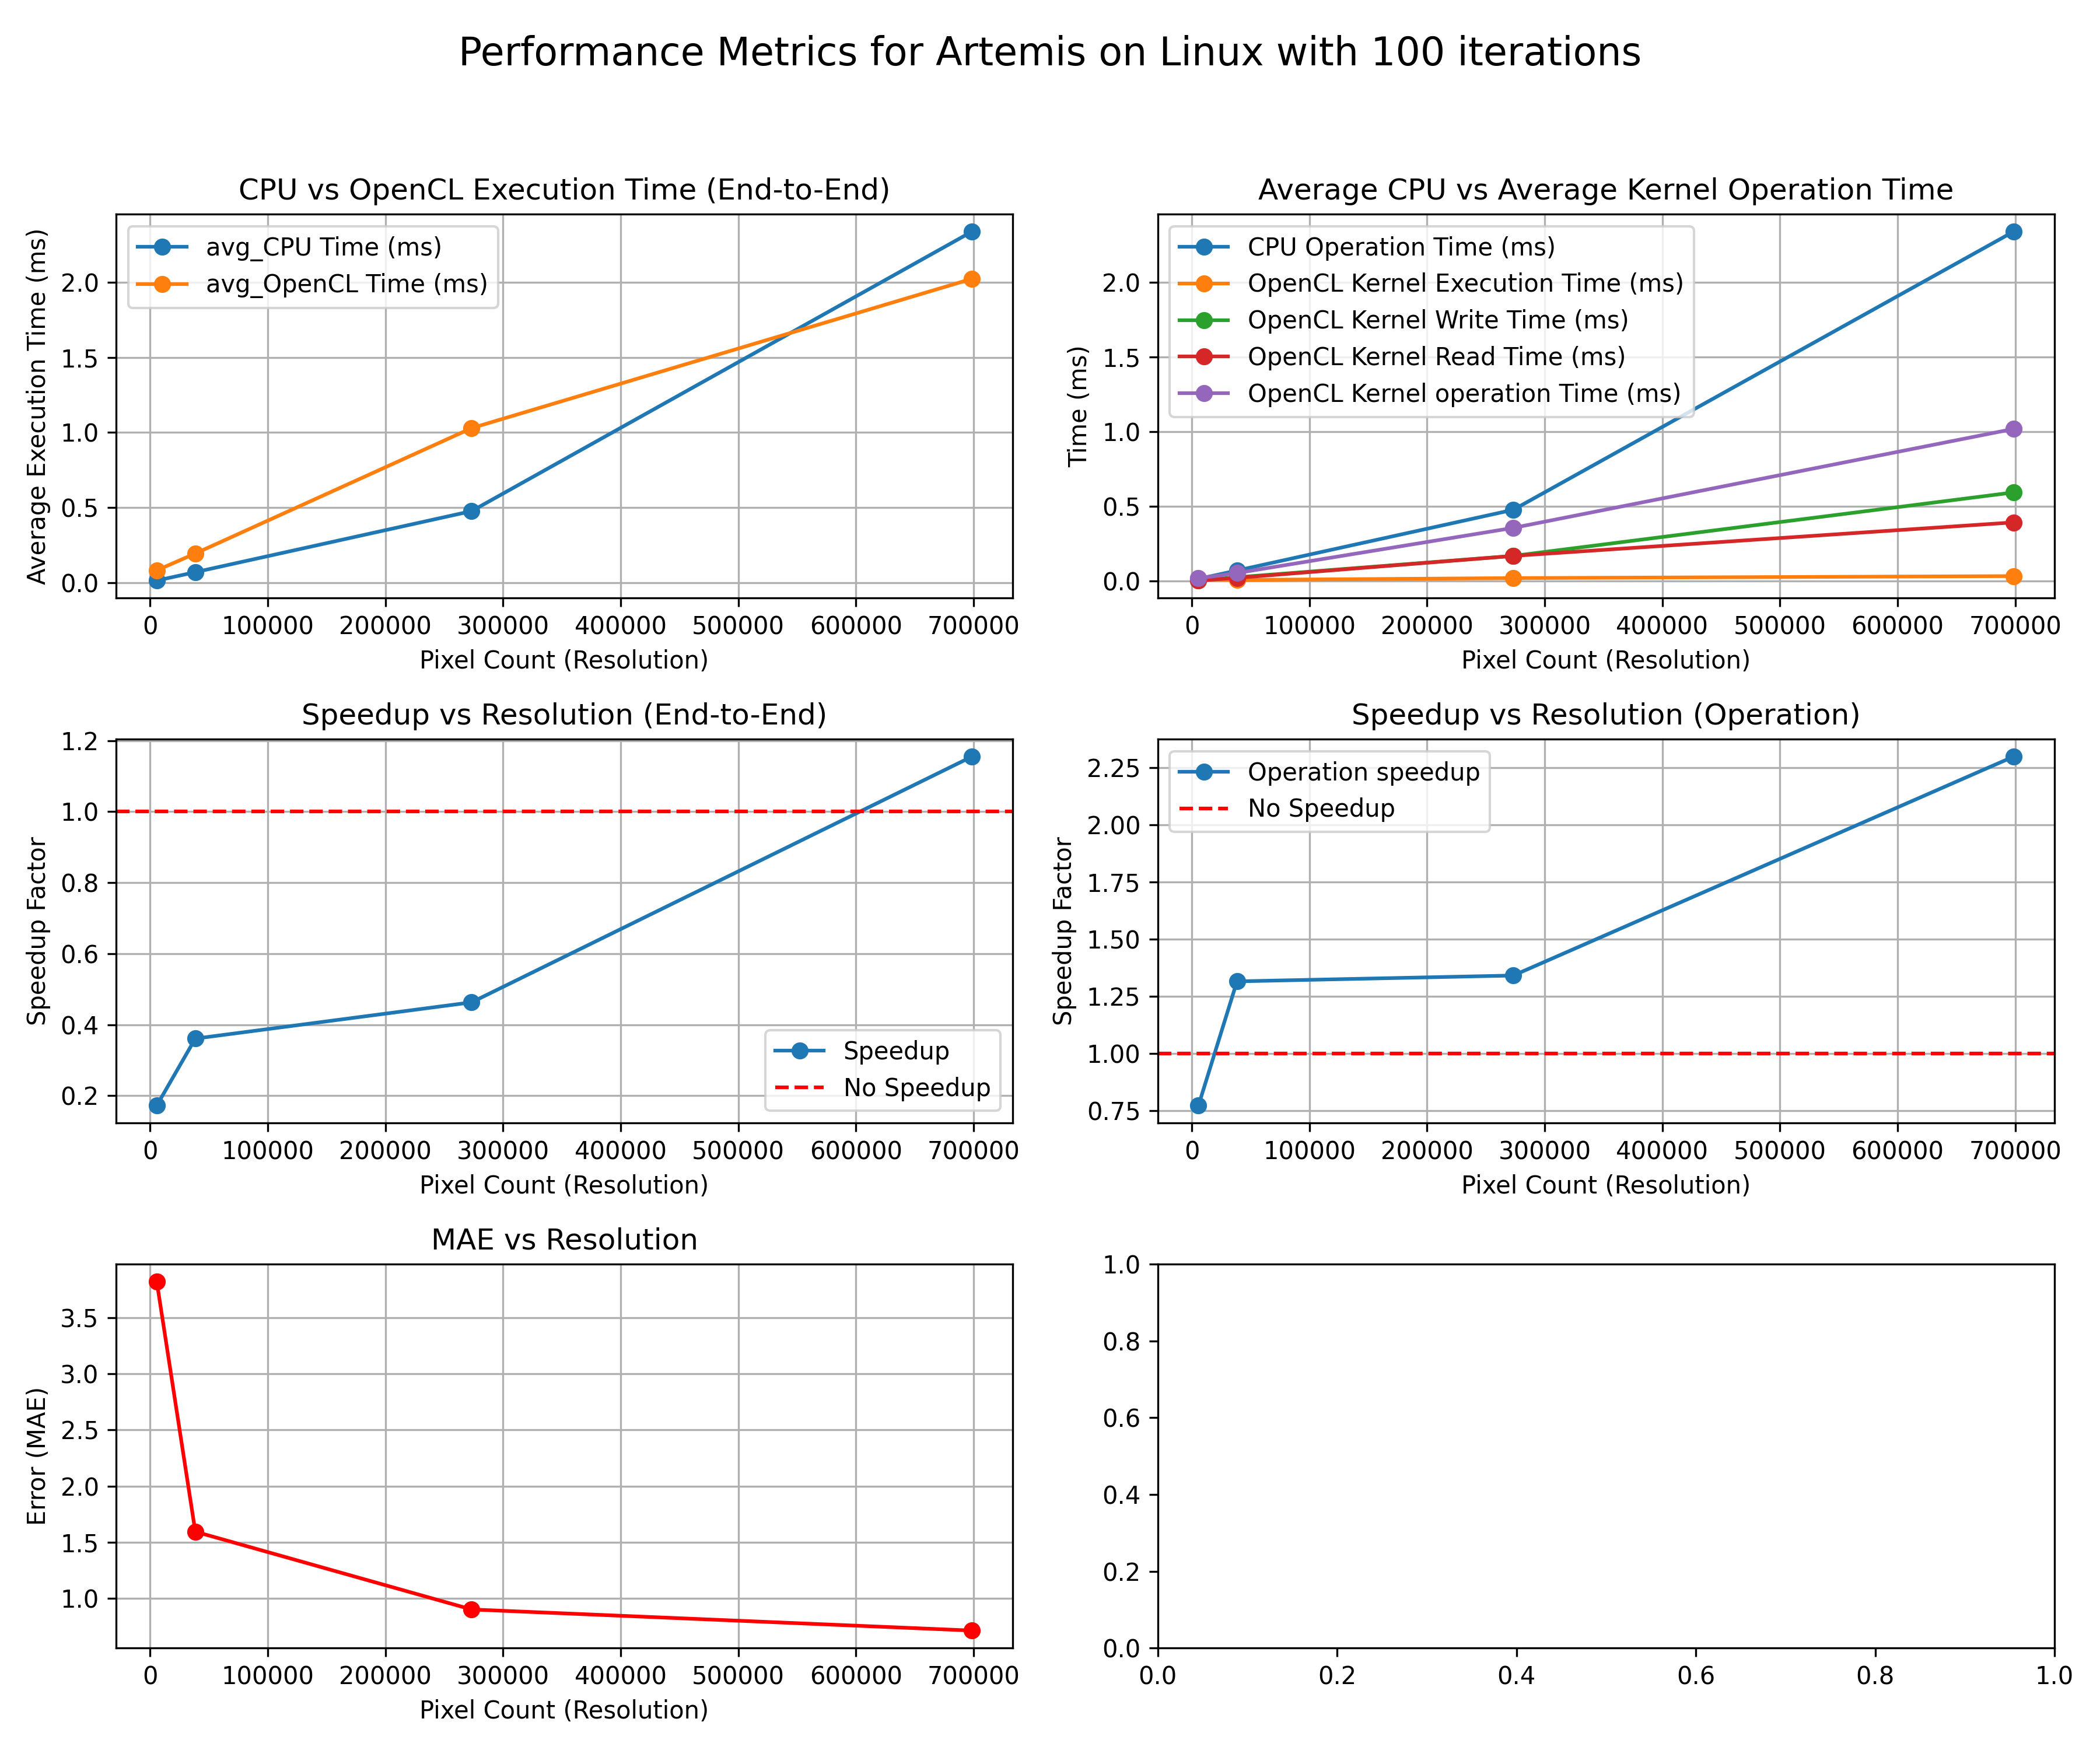 Performance Metrics for Artemis on Linux with 100 iterations
CPU vs OpenCL Execution Time (End-to-End)
avg_CPU Time (ms)
avg_OpenCL Time (ms)
Average Execution Time (ms)
2.0
1.5
1.0
0.5
0.0
0 100000 200000 300000 400000 500000 600000 700000
Pixel Count (Resolution)
Average CPU vs Average Kernel Operation Time
CPU Operation Time (ms)
OpenCL Kernel Execution Time (ms)
OpenCL Kernel Write Time (ms)
OpenCL Kernel Read Time (ms)
OpenCL Kernel operation Time (ms)
Time (ms)
2.0
1.5
1.0
0.5
0.0
0 100000 200000 300000 400000 500000 600000 700000
Pixel Count (Resolution)
Speedup vs Resolution (End-to-End)
Speedup Factor
1.2
1.0
0.8
0.6
0.4
0.2
Speedup
No Speedup
0 100000 200000 300000 400000 500000 600000 700000
Pixel Count (Resolution)
Speedup vs Resolution (Operation)
Operation speedup
No Speedup
Speedup Factor
2.25
2.00
1.75
1.50
1.25
1.00
0.75
0 100000 200000 300000 400000 500000 600000 700000
Pixel Count (Resolution)
MAE vs Resolution
Error (MAE)
3.5
3.0
2.5
2.0
1.5
1.0
0 100000 200000 300000 400000 500000 600000 700000
Pixel Count (Resolution)
1.0
0.8
0.6
0.4
0.2
0.0
0.0 0.2 0.4 0.6 0.8 1.0